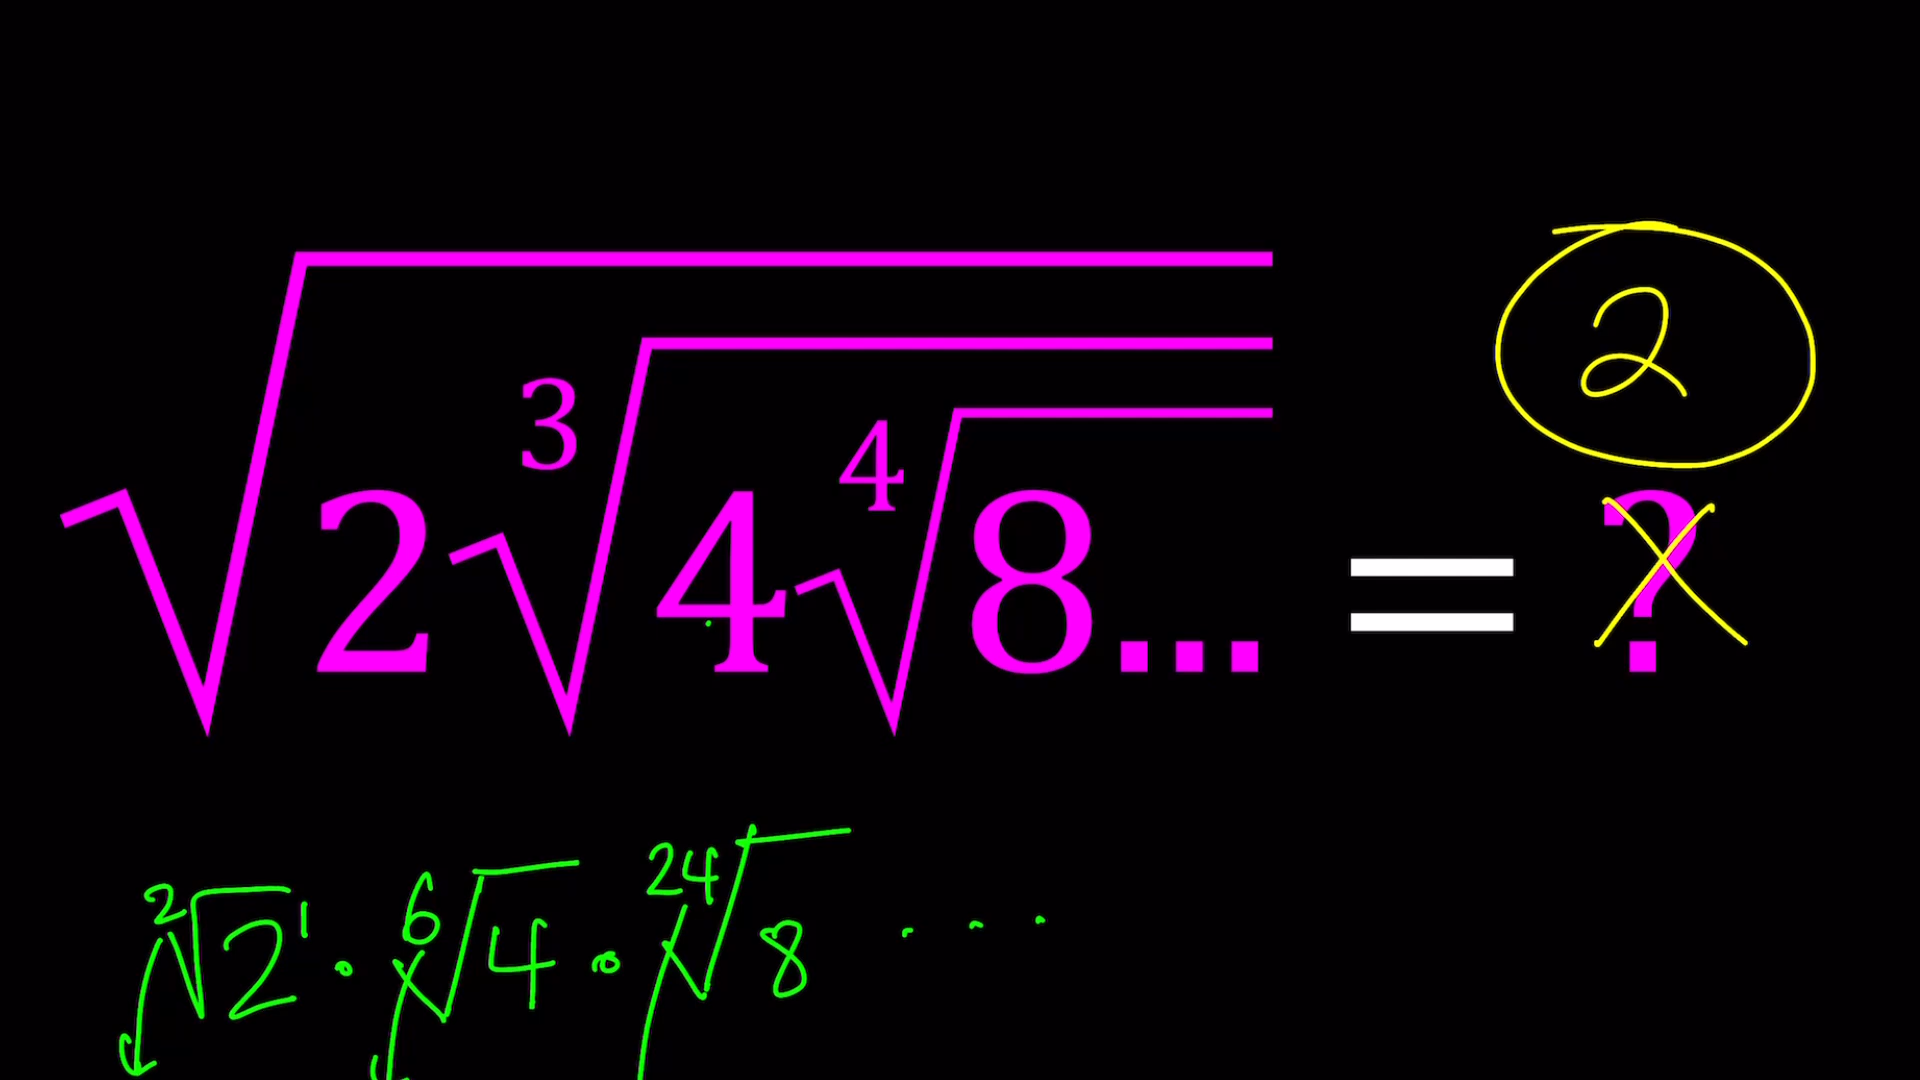 √(2 ∛(4 ∜(8...))) = ?
2
²√2¹ · ⁶√4 · ²⁴√8 ...